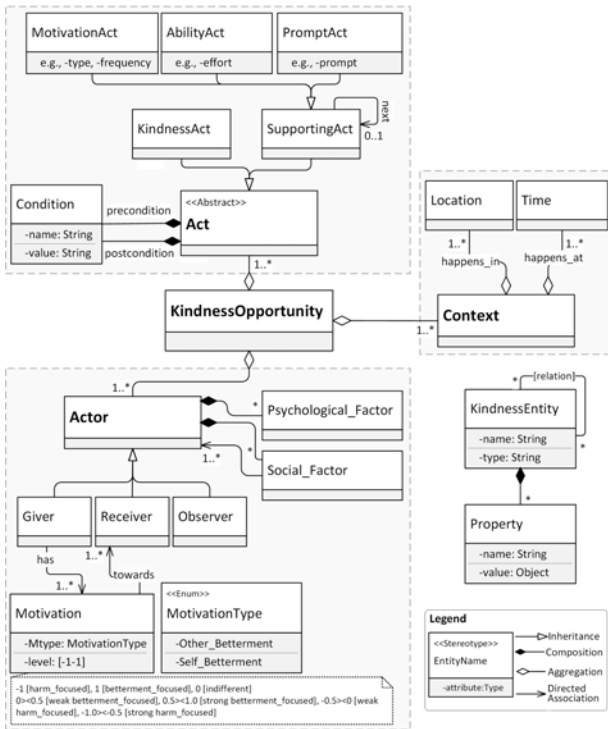 MotivationAct
e.g., -type, -frequency
AbilityAct
e.g., -effort
PromptAct
e.g., -prompt
KindnessAct
SupportingAct
next
0..1
Condition
-name: String
-value: String
precondition
postcondition
<<Abstract>>
Act
1..*
Location
Time
1..*
1..*
happens_in
happens_at
Context
1..*
KindnessOpportunity
1..*
Actor
*
Psychological_Factor
*
1..*
Social_Factor
Giver
Receiver
Observer
has
1..*
1..*
towards
Motivation
-Mtype: MotivationType
-level: [-1-1]
<<Enum>>
MotivationType
-Other_Betterment
-Self_Betterment
-1 [harm_focused], 1 [betterment_focused], 0 [indifferent]
0><0.5 [weak betterment_focused], 0.5><1.0 [strong betterment_focused], -0.5><0 [weak
harm_focused], -1.0><-0.5 [strong harm_focused]
[relation]
*
*
KindnessEntity
-name: String
-type: String
*
Property
-name: String
-value: Object
Legend
<<Stereotype>>
EntityName
-attribute:Type
Inheritance
Composition
Aggregation
Directed
Association